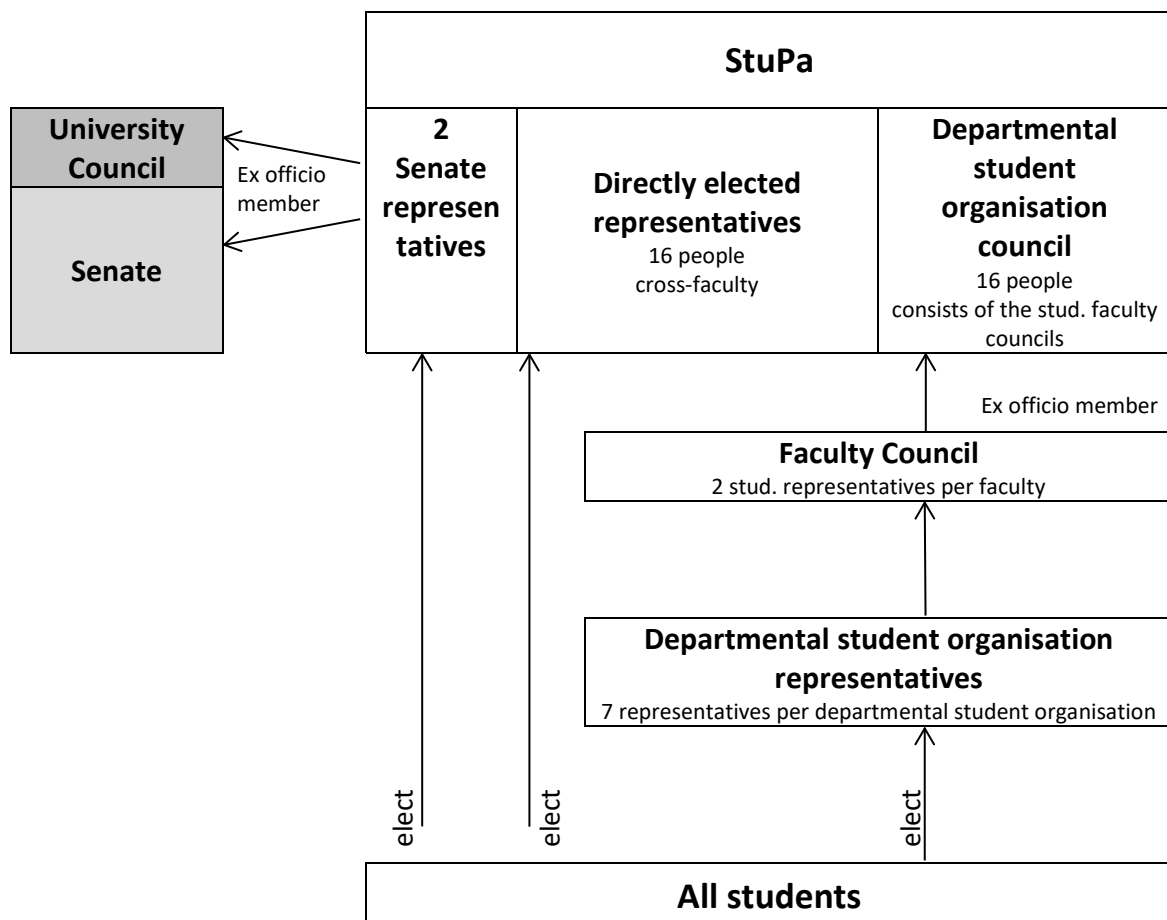 StuPa
University
Council
Senate
Ex officio
member
2
Senate
represen
tatives
Directly elected
representatives
16 people
cross-faculty
Departmental
student
organisation
council
16 people
consists of the stud. faculty
councils
Ex officio member
Faculty Council
2 stud. representatives per faculty
Departmental student organisation
representatives
7 representatives per departmental student organisation
elect
elect
elect
All students